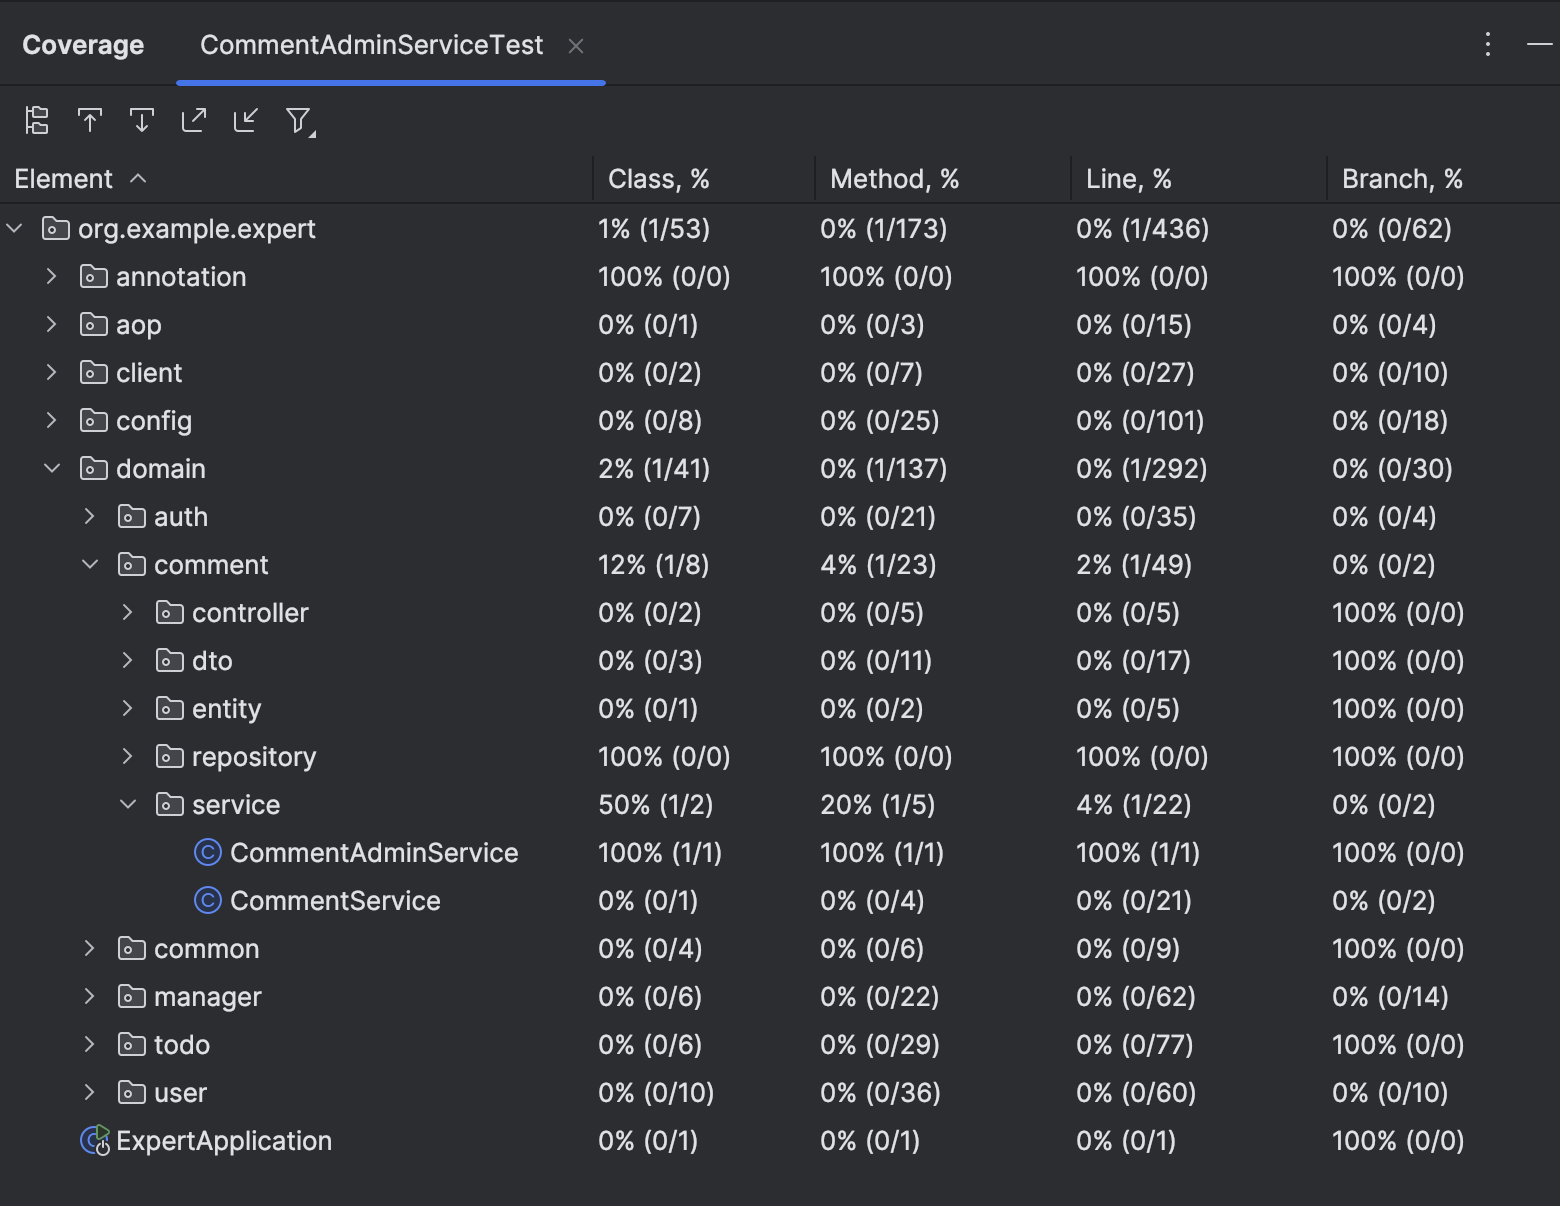 Coverage CommentAdminServiceTest
Element Class, % Method, % Line, % Branch, %
org.example.expert 1% (1/53) 0% (1/173) 0% (1/436) 0% (0/62)
annotation 100% (0/0) 100% (0/0) 100% (0/0) 100% (0/0)
aop 0% (0/1) 0% (0/3) 0% (0/15) 0% (0/4)
client 0% (0/2) 0% (0/7) 0% (0/27) 0% (0/10)
config 0% (0/8) 0% (0/25) 0% (0/101) 0% (0/18)
domain 2% (1/41) 0% (1/137) 0% (1/292) 0% (0/30)
auth 0% (0/7) 0% (0/21) 0% (0/35) 0% (0/4)
comment 12% (1/8) 4% (1/23) 2% (1/49) 0% (0/2)
controller 0% (0/2) 0% (0/5) 0% (0/5) 100% (0/0)
dto 0% (0/3) 0% (0/11) 0% (0/17) 100% (0/0)
entity 0% (0/1) 0% (0/2) 0% (0/5) 100% (0/0)
repository 100% (0/0) 100% (0/0) 100% (0/0) 100% (0/0)
service 50% (1/2) 20% (1/5) 4% (1/22) 0% (0/2)
CommentAdminService 100% (1/1) 100% (1/1) 100% (1/1) 100% (0/0)
CommentService 0% (0/1) 0% (0/4) 0% (0/21) 0% (0/2)
common 0% (0/4) 0% (0/6) 0% (0/9) 100% (0/0)
manager 0% (0/6) 0% (0/22) 0% (0/62) 0% (0/14)
todo 0% (0/6) 0% (0/29) 0% (0/77) 100% (0/0)
user 0% (0/10) 0% (0/36) 0% (0/60) 0% (0/10)
ExpertApplication 0% (0/1) 0% (0/1) 0% (0/1) 100% (0/0)